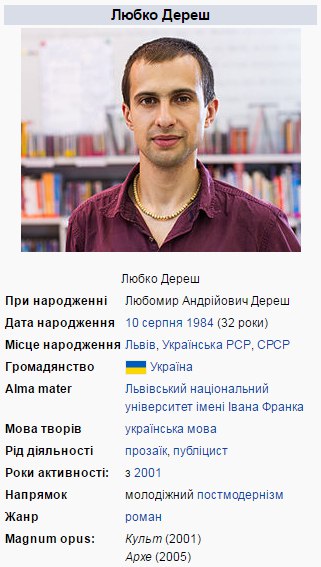 Любко Дереш
Любко Дереш
При народженні Любомир Андрійович Дереш
Дата народження 10 серпня 1984 (32 роки)
Місце народження Львів, Українська РСР, СРСР
Громадянство Україна
Alma mater Львівський національний
університет імені Івана Франка
Мова творів українська мова
Рід діяльності прозаїк, публіцист
Роки активності: з 2001
Напрямок молодіжний постмодернізм
Жанр роман
Magnum opus: Культ (2001)
Архе (2005)